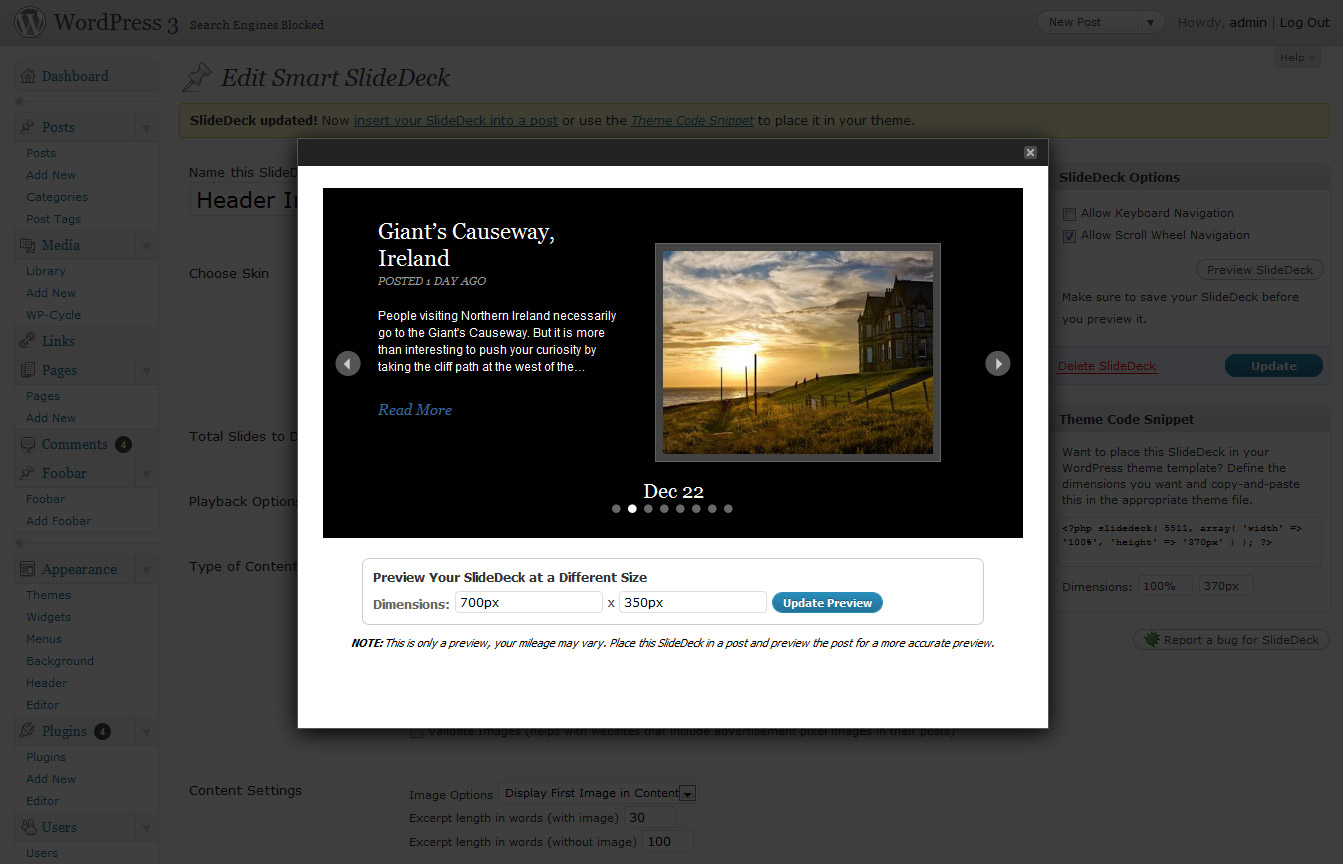 WordPress 3 Search Engines Blocked
New Post
Howdy, admin | Log Out
Help
Dashboard
Posts
Posts
Add New
Categories
Post Tags
Media
Library
Add New
WP-Cycle
Links
Pages
Pages
Add New
Comments 4
Foobar
Foobar
Add Foobar
Appearance
Themes
Widgets
Menus
Background
Header
Editor
Plugins 4
Plugins
Add New
Editor
Users
Users
Edit Smart SlideDeck
SlideDeck updated! Now insert your SlideDeck into a post or use the Theme Code Snippet to place it in your theme.
Name this SlideD
Header
Choose Skin
Total Slides to D
Playback Option
Type of Content
Giant’s Causeway,
Ireland
POSTED 1 DAY AGO
People visiting Northern Ireland necessarily
go to the Giant's Causeway. But it is more
than interesting to push your curiosity by
taking the cliff path at the west of the…
Read More
Dec 22
Preview Your SlideDeck at a Different Size
Dimensions: 700px x 350px Update Preview
NOTE: This is only a preview, your mileage may vary. Place this SlideDeck in a post and preview the post for a more accurate preview.
Validate Images (helps with websites that include advertisement pixel images in their posts)
Content Settings
Image Options Display First Image in Content
Excerpt length in words (with image) 30
Excerpt length in words (without image) 100
SlideDeck Options
Allow Keyboard Navigation
Allow Scroll Wheel Navigation
Preview SlideDeck
Make sure to save your SlideDeck before
you preview it.
Delete SlideDeck
Update
Theme Code Snippet
Want to place this SlideDeck in your
WordPress theme template? Define the
dimensions you want and copy-and-paste
this in the appropriate theme file.
<?php slidedeck( 5511, array( 'width' =>
'100%', 'height' => '370px' ) ); ?>
Dimensions: 100% 370px
Report a bug for SlideDeck